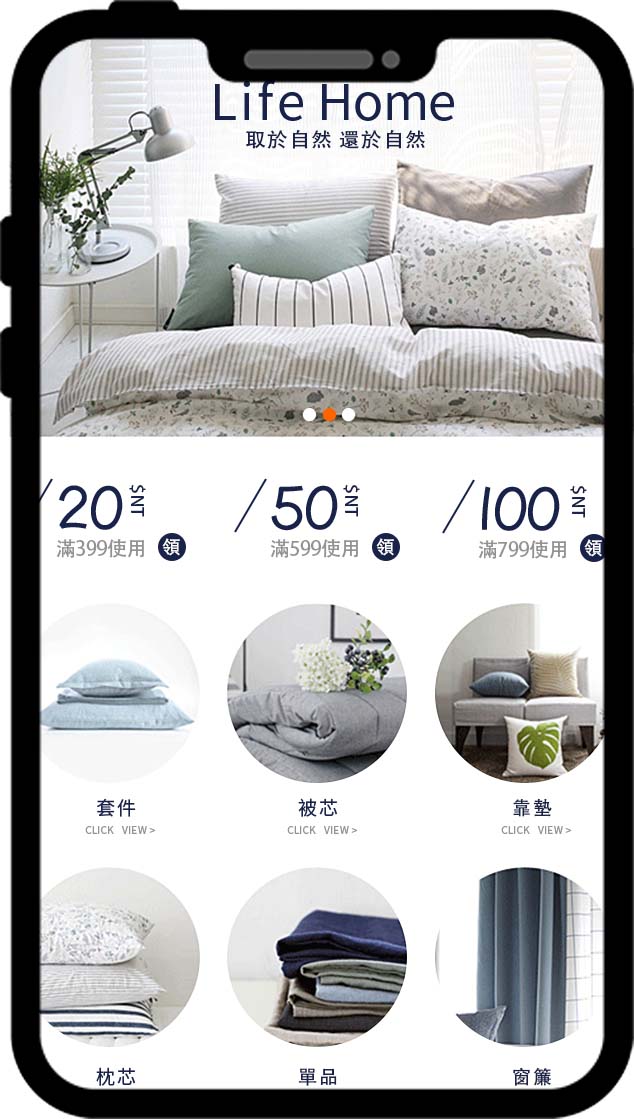 Life Home
取於自然 還於自然
/20 $NT
滿399使用 領
/50 $NT
滿599使用 領
/100 $NT
滿799使用 領
套件
CLICK VIEW >
被芯
CLICK VIEW >
靠墊
CLICK VIEW >
枕芯
單品
窗簾